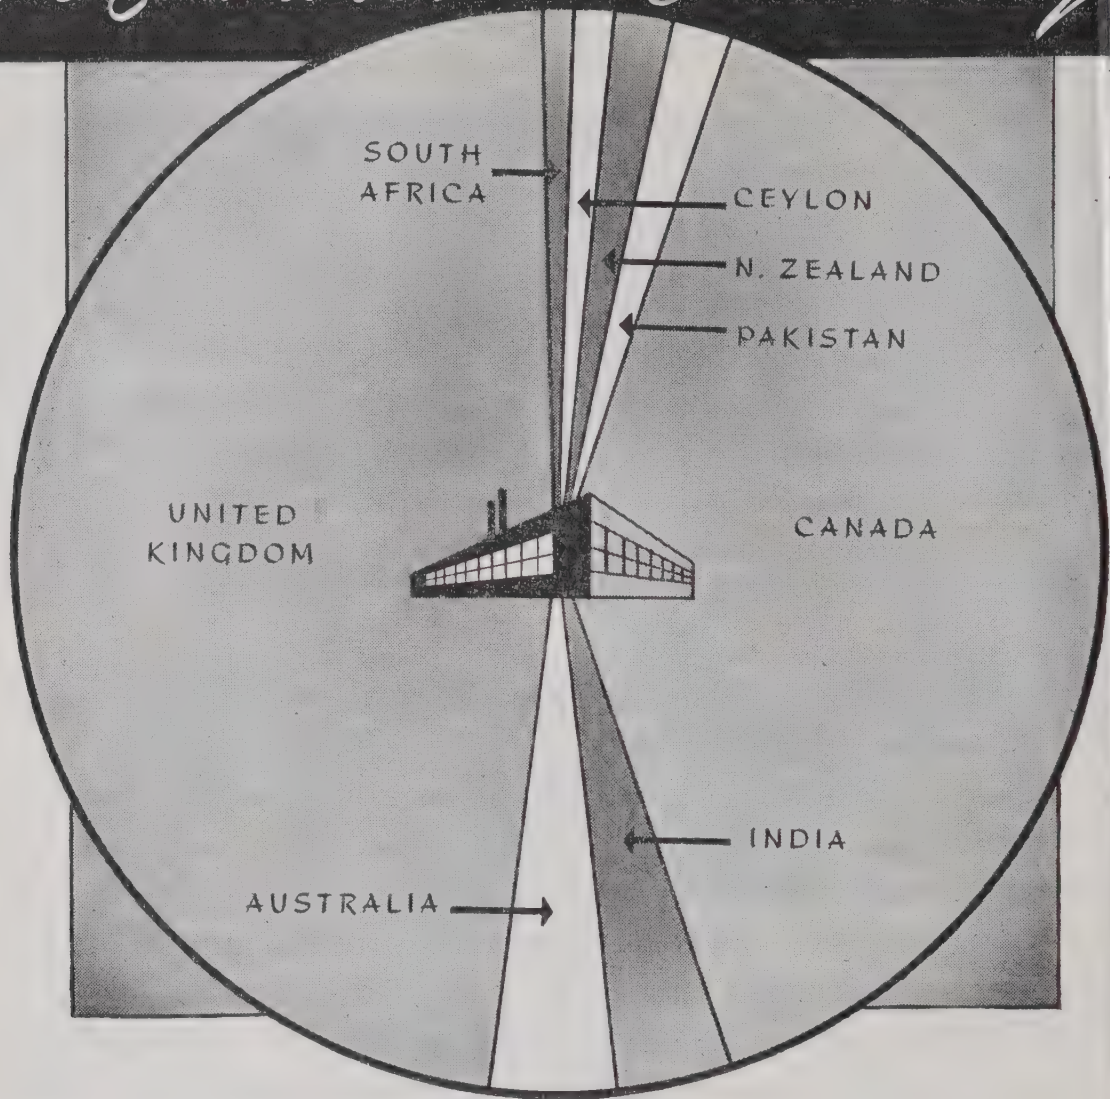 SOUTH
AFRICA
CEYLON
N. ZEALAND
PAKISTAN
UNITED
KINGDOM
CANADA
INDIA
AUSTRALIA